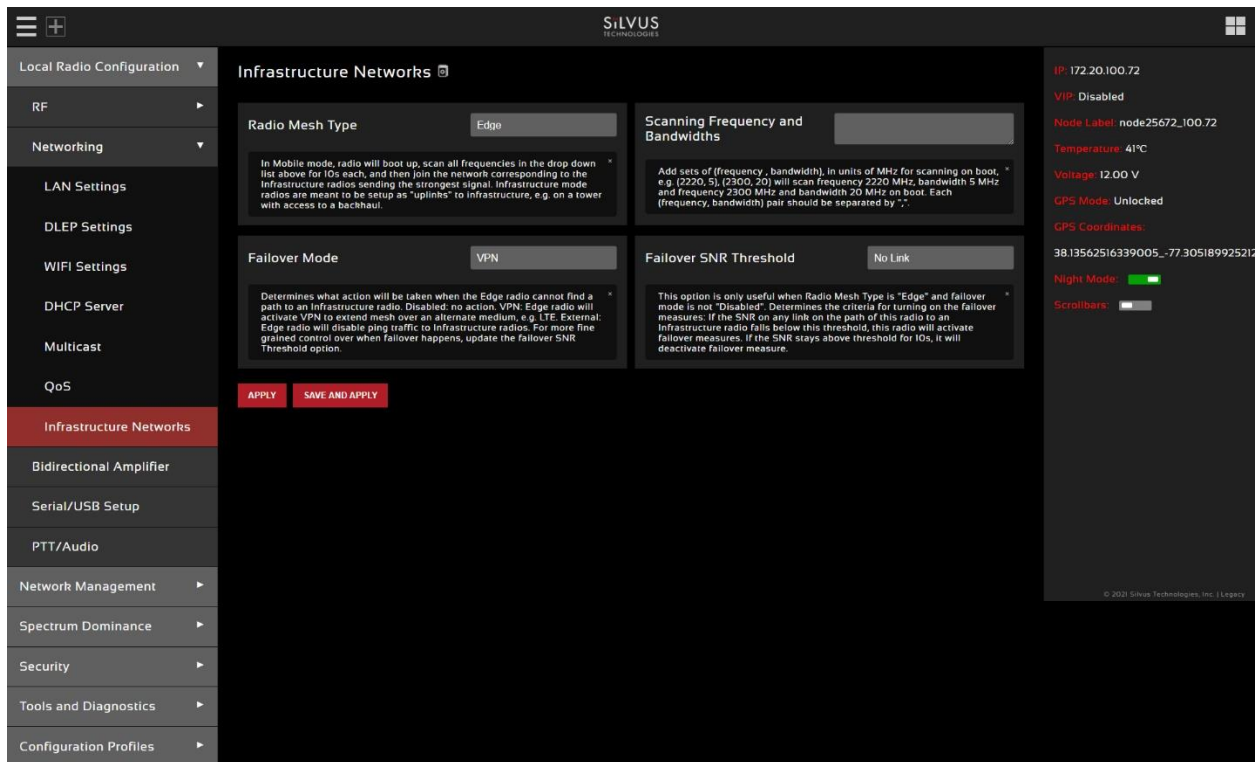 SiLVUS
TECHNOLOGIES
Local Radio Configuration
RF
Networking
LAN Settings
DLEP Settings
WIFI Settings
DHCP Server
Multicast
QoS
Infrastructure Networks
Bidirectional Amplifier
Serial/USB Setup
PTT/Audio
Network Management
Spectrum Dominance
Security
Tools and Diagnostics
Configuration Profiles
Infrastructure Networks
Radio Mesh Type
Edge
In Mobile mode, radio will boot up, scan all frequencies in the drop down
list above for 10s each, and then join the network corresponding to the
Infrastructure radios sending the strongest signal. Infrastructure mode
radios are meant to be setup as "uplinks" to infrastructure, e.g. on a tower
with access to a backhaul.
Scanning Frequency and
Bandwidths
Add sets of (frequency , bandwidth), in units of MHz for scanning on boot,
e.g. (2220, 5), (2300, 20) will scan frequency 2220 MHz, bandwidth 5 MHz
and frequency 2300 MHz and bandwidth 20 MHz on boot. Each
(frequency, bandwidth) pair should be separated by ",".
Failover Mode
VPN
Determines what action will be taken when the Edge radio cannot find a
path to an Infrastructure radio. Disabled: no action. VPN: Edge radio will
activate VPN to extend mesh over an alternate medium, e.g. LTE. External:
Edge radio will disable ping traffic to Infrastructure radios. For more fine
grained control over when failover happens, update the failover SNR
Threshold option.
Failover SNR Threshold
No Link
This option is only useful when Radio Mesh Type is "Edge" and failover
mode is not "Disabled". Determines the criteria for turning on the failover
measures: If the SNR on any link on the path of this radio to an
Infrastructure radio falls below this threshold, this radio will activate
failover measures. If the SNR stays above threshold for 10s, it will
deactivate failover measure.
APPLY SAVE AND APPLY
IP: 172.20.100.72
VIP: Disabled
Node Label: node25672_100.72
Temperature: 41°C
Voltage: 12.00 V
GPS Mode: Unlocked
GPS Coordinates:
38.13562516339005_-77.305189925212
Night Mode:
Scrollbars:
© 2021 Silvus Technologies, Inc. | Legacy